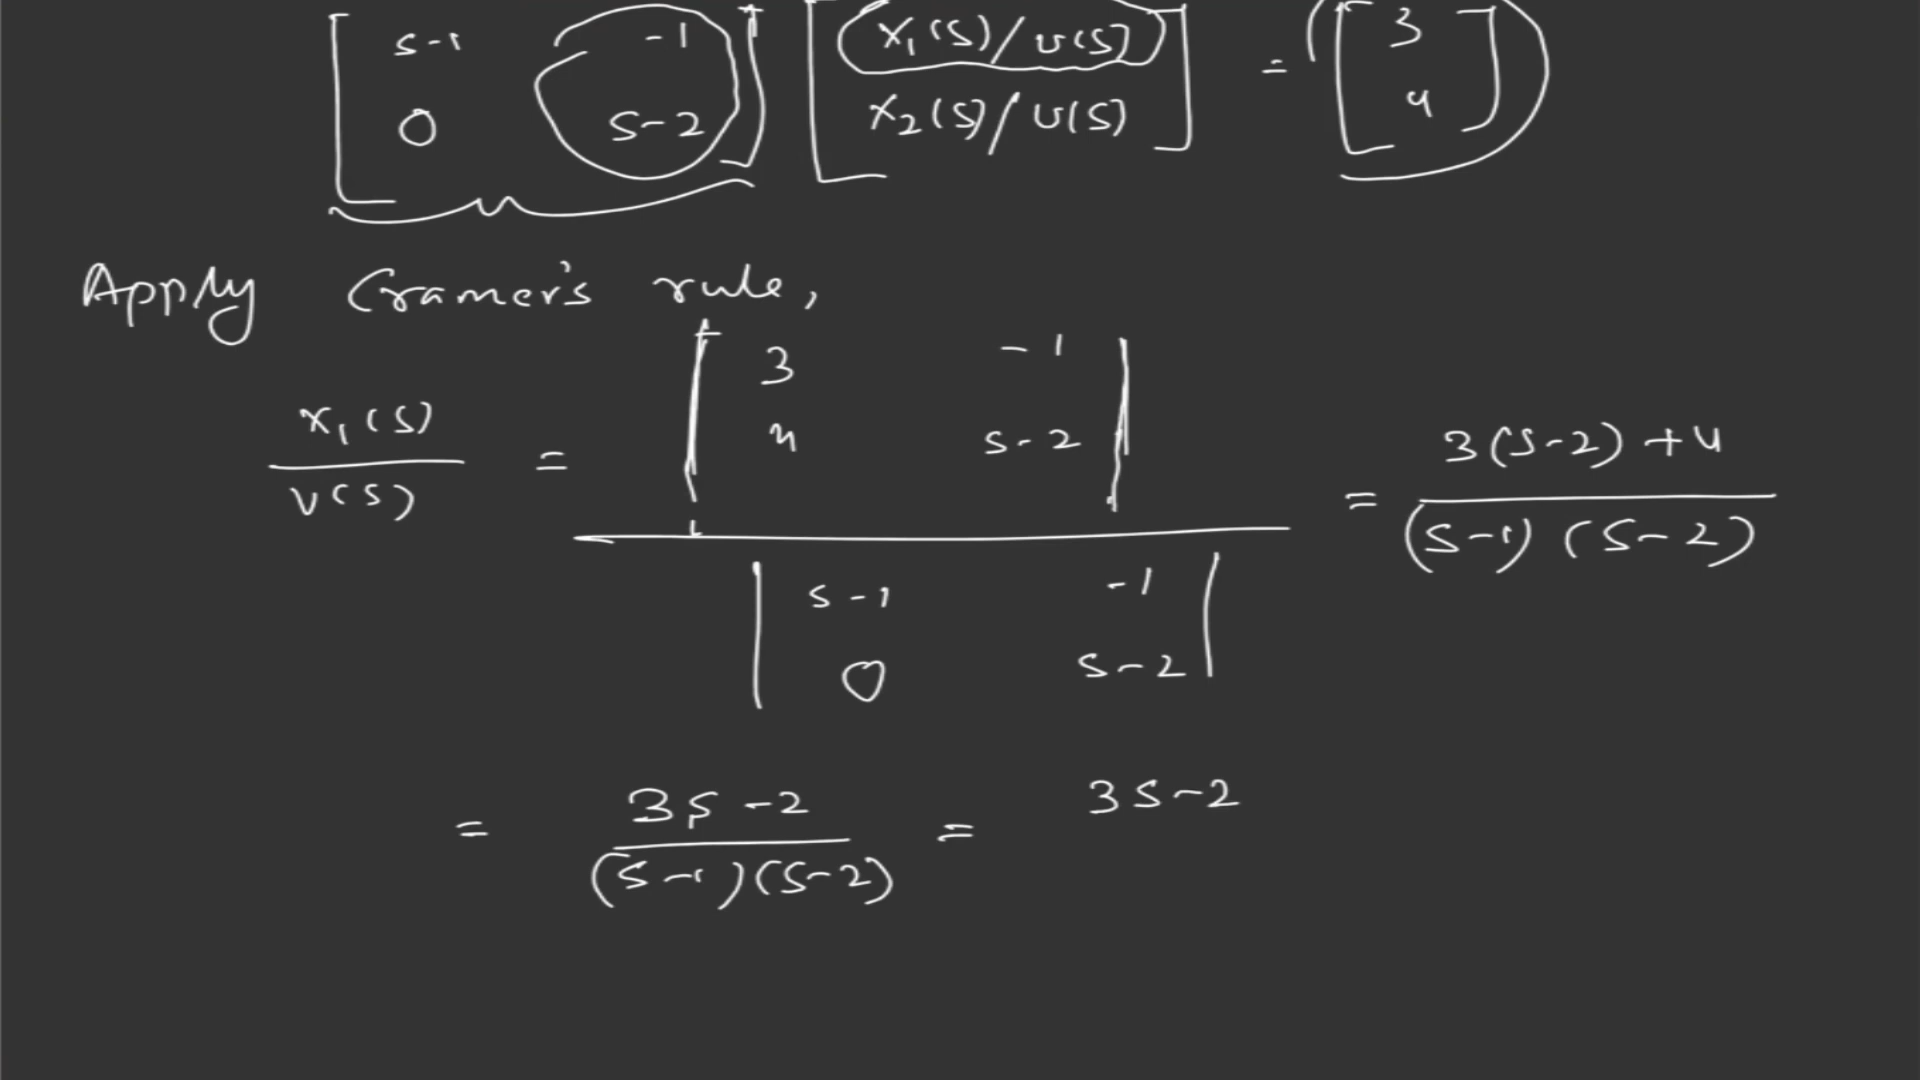 [ s-1 -1 ] [ x₁(s)/U(s) ] = [ 3 ]
[ 0 s-2 ] [ x₂(s)/U(s) ] [ 4 ]
Apply Cramer's rule,
| 3 -1 |
x₁(s) / U(s) = | 4 s-2 | = 3(s-2)+4 / (s-1)(s-2)
| s-1 -1 |
| 0 s-2 |
= 3s-2 / (s-1)(s-2) = 3s-2